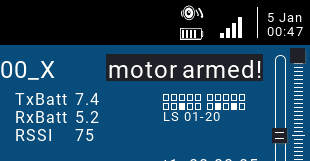 5 Jan
00:47
00_X motor armed!
TxBatt 7.4
RxBatt 5.2
RSSI 75
LS 01-20